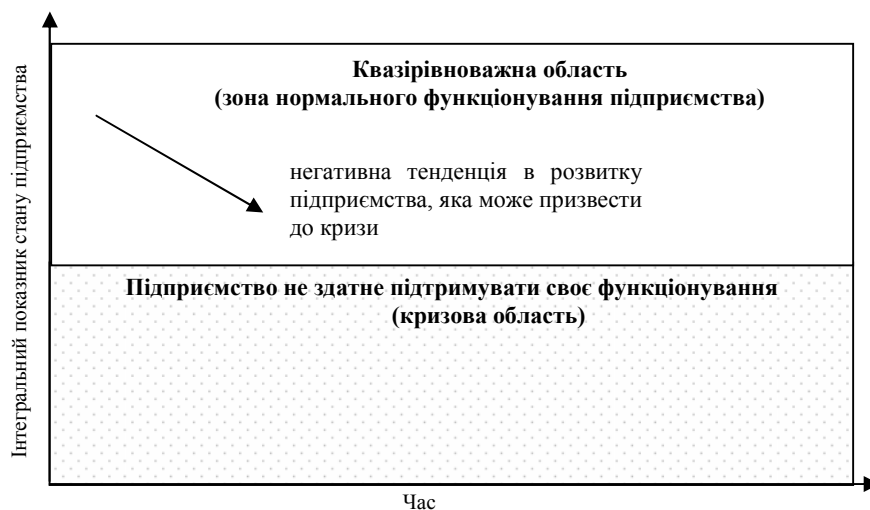 Інтегральний показник стану підприємства
Квазірівноважна область
(зона нормального функціонування підприємства)
негативна тенденція в розвитку
підприємства, яка може призвести
до кризи
Підприємство не здатне підтримувати своє функціонування
(кризова область)
Час